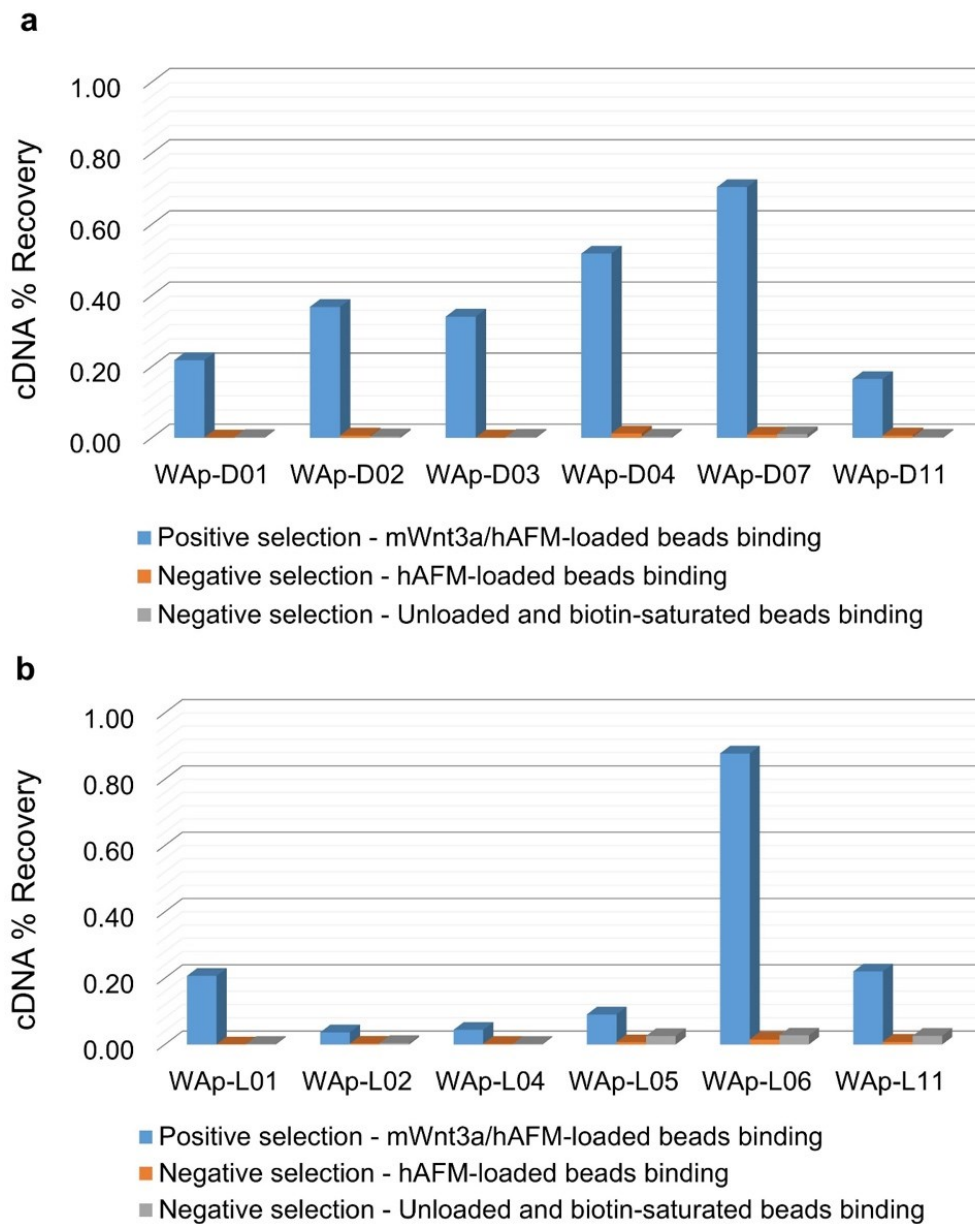 a
cDNA % Recovery
1.00
0.80
0.60
0.40
0.20
0.00
WAp-D01 WAp-D02 WAp-D03 WAp-D04 WAp-D07 WAp-D11
Positive selection - mWnt3a/hAFM-loaded beads binding
Negative selection - hAFM-loaded beads binding
Negative selection - Unloaded and biotin-saturated beads binding
b
cDNA % Recovery
1.00
0.80
0.60
0.40
0.20
0.00
WAp-L01 WAp-L02 WAp-L04 WAp-L05 WAp-L06 WAp-L11
Positive selection - mWnt3a/hAFM-loaded beads binding
Negative selection - hAFM-loaded beads binding
Negative selection - Unloaded and biotin-saturated beads binding